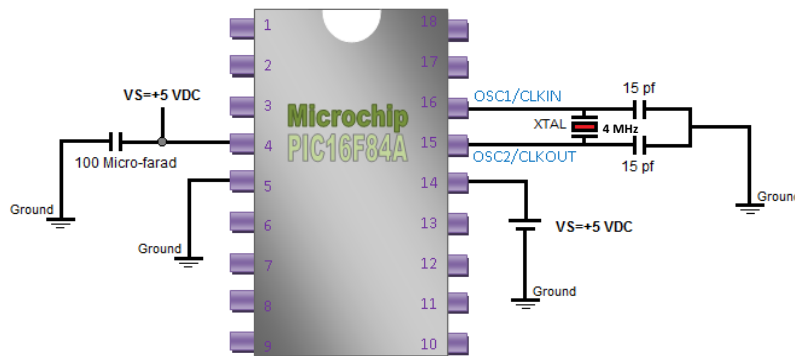 1
2
3
4
5
6
7
8
9
18
17
16
15
14
13
12
11
10
Microchip
PIC16F84A
VS=+5 VDC
100 Micro-farad
Ground
Ground
OSC1/CLKIN
15 pf
XTAL
4 MHz
OSC2/CLKOUT
15 pf
Ground
VS=+5 VDC
Ground